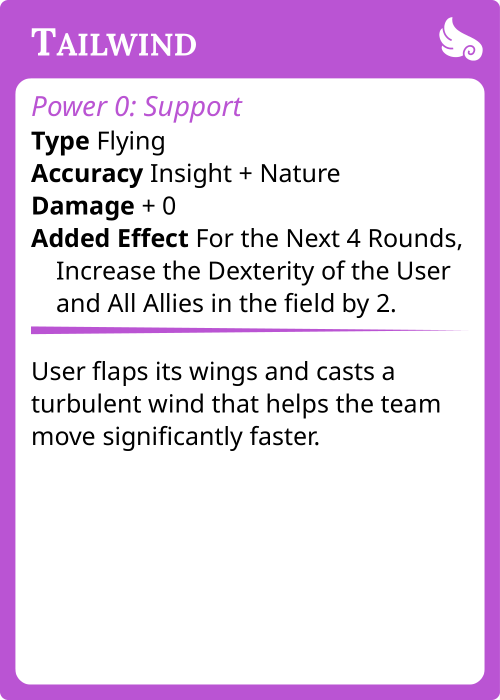 Tailwind
Power 0: Support
Type Flying
Accuracy Insight + Nature
Damage + 0
Added Effect For the Next 4 Rounds,
Increase the Dexterity of the User
and All Allies in the field by 2.
User flaps its wings and casts a
turbulent wind that helps the team
move significantly faster.